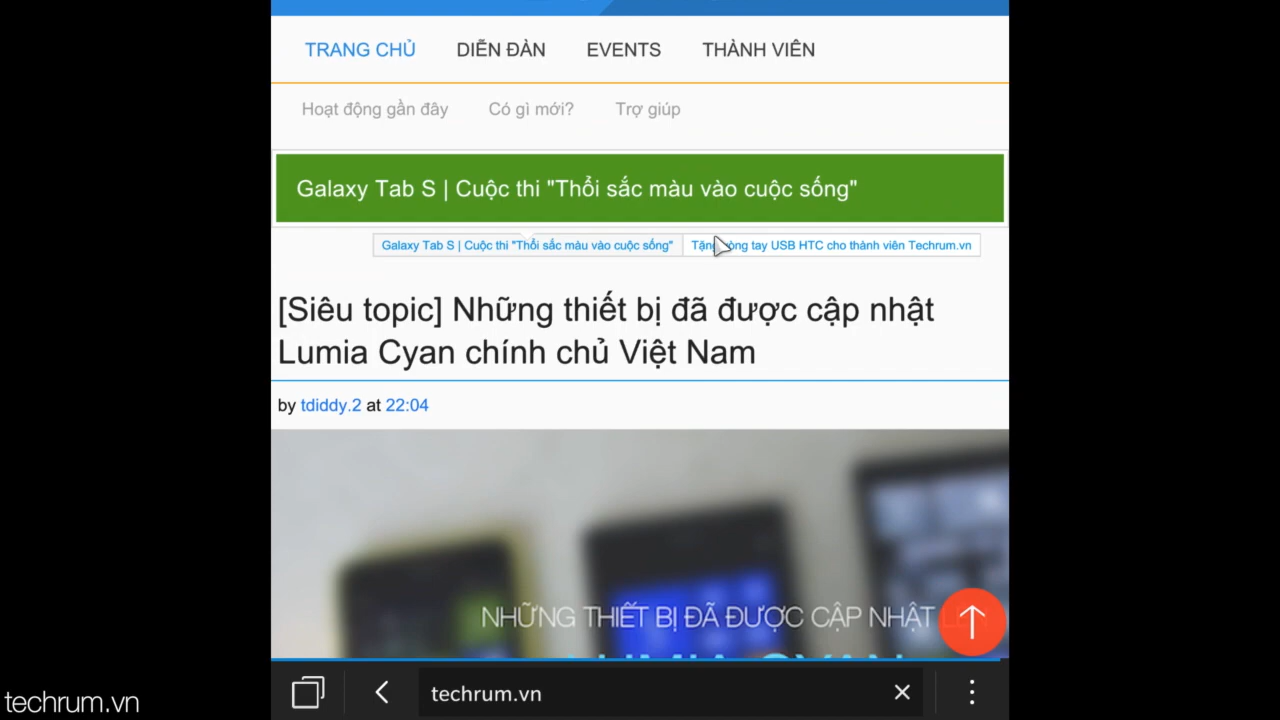 TRANG CHỦ DIỄN ĐÀN EVENTS THÀNH VIÊN
Hoạt động gần đây Có gì mới? Trợ giúp
Galaxy Tab S | Cuộc thi "Thổi sắc màu vào cuộc sống"
Galaxy Tab S | Cuộc thi "Thổi sắc màu vào cuộc sống" Tặng tay USB HTC cho thành viên Techrum.vn
[Siêu topic] Những thiết bị đã được cập nhật
Lumia Cyan chính chủ Việt Nam
by tdiddy.2 at 22:04
NHỮNG THIẾT BỊ ĐÃ ĐƯỢC CẬP NHẬT
LUMIA CYAN
techrum.vn
techrum.vn